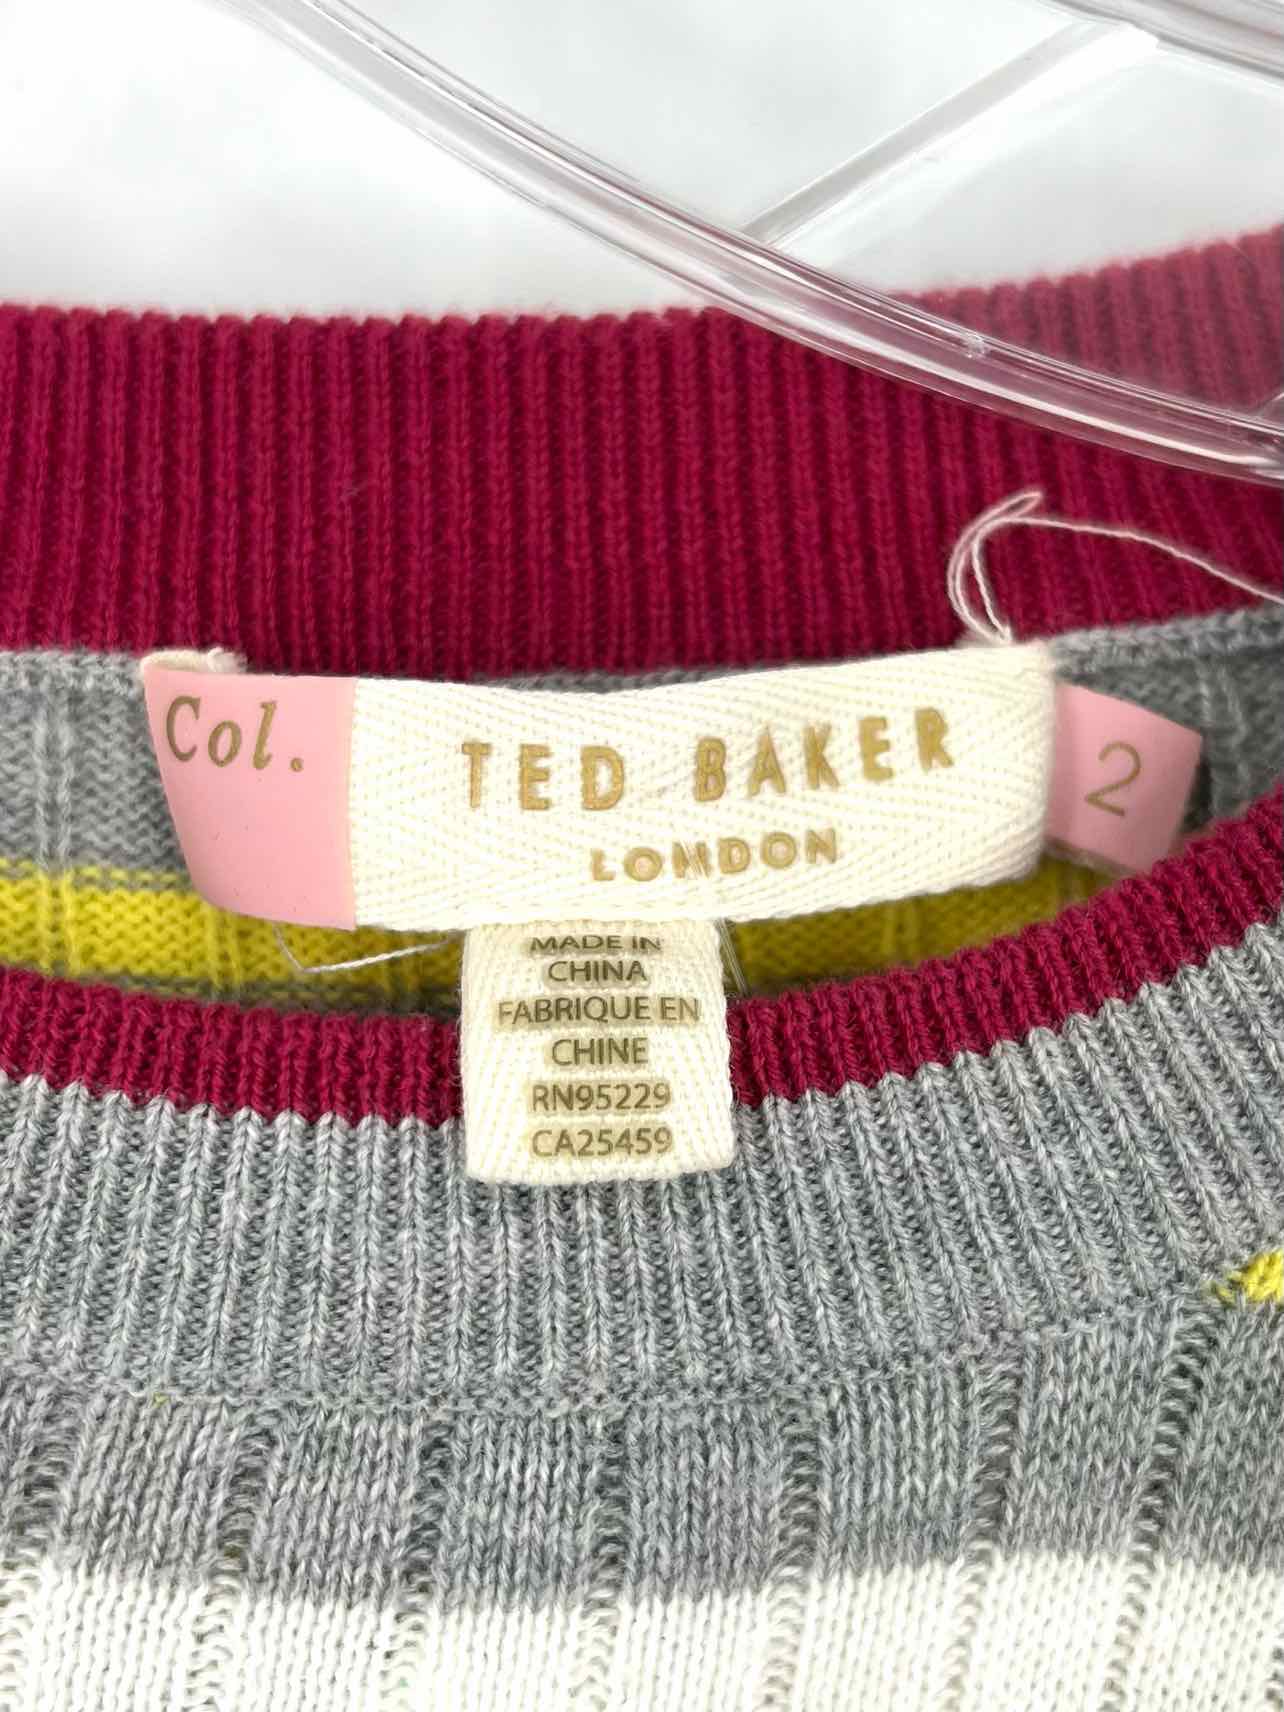 Col.
TED BAKER
LONDON
2
MADE IN
CHINA
FABRIQUE EN
CHINE
RN95229
CA25459